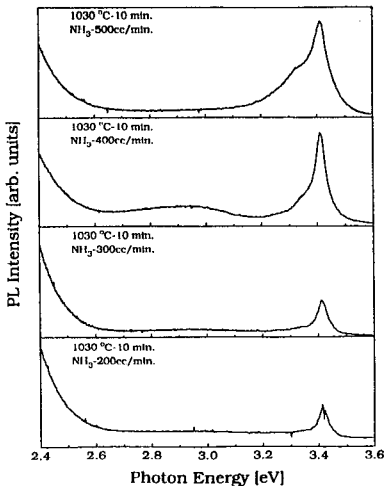 1030 °C-10 min.
NH₃-500cc/min.
1030 °C-10 min.
NH₃-400cc/min.
1030 °C-10 min.
NH₃-300cc/min.
1030 °C-10 min.
NH₃-200cc/min.
PL Intensity [arb. units]
2.4 2.6 2.8 3.0 3.2 3.4 3.6
Photon Energy [eV]